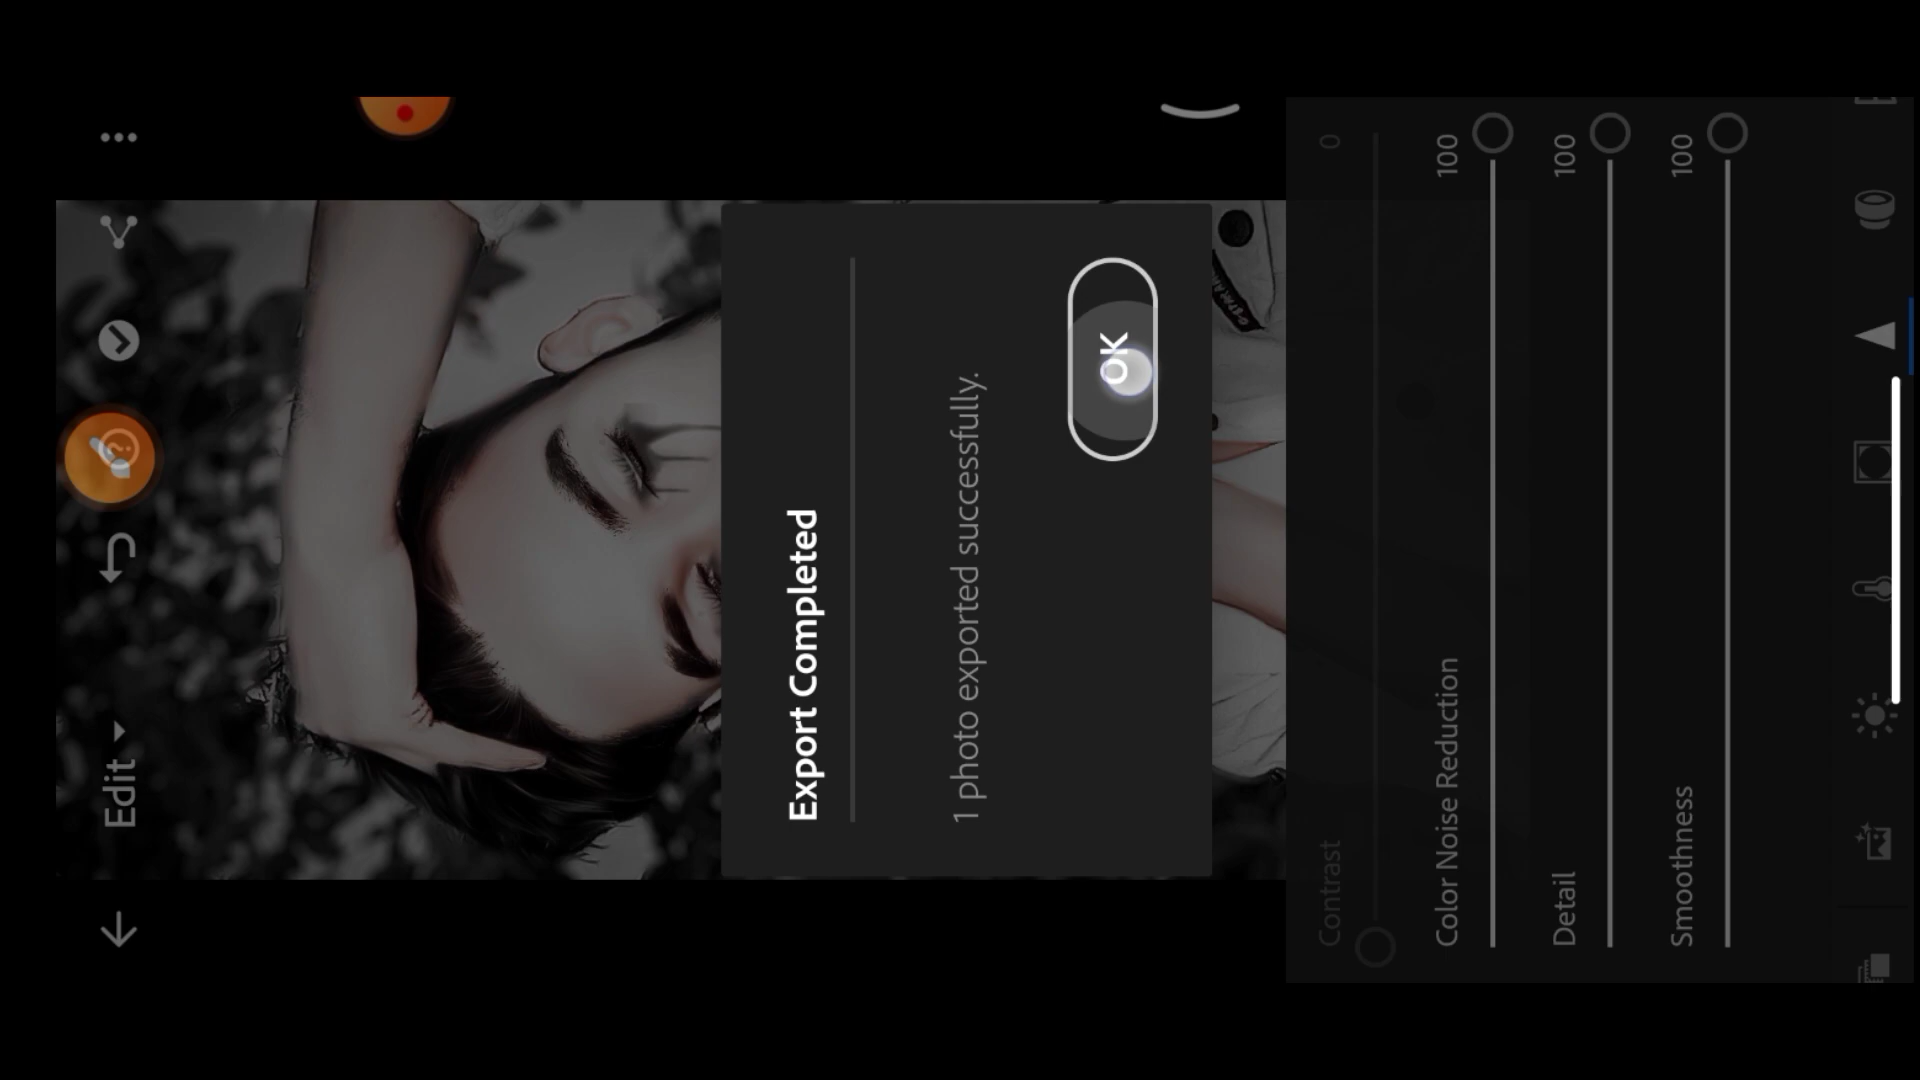 Edit
Export Completed
1 photo exported successfully.
OK
Contrast 0
Color Noise Reduction 100
Detail 100
Smoothness 100